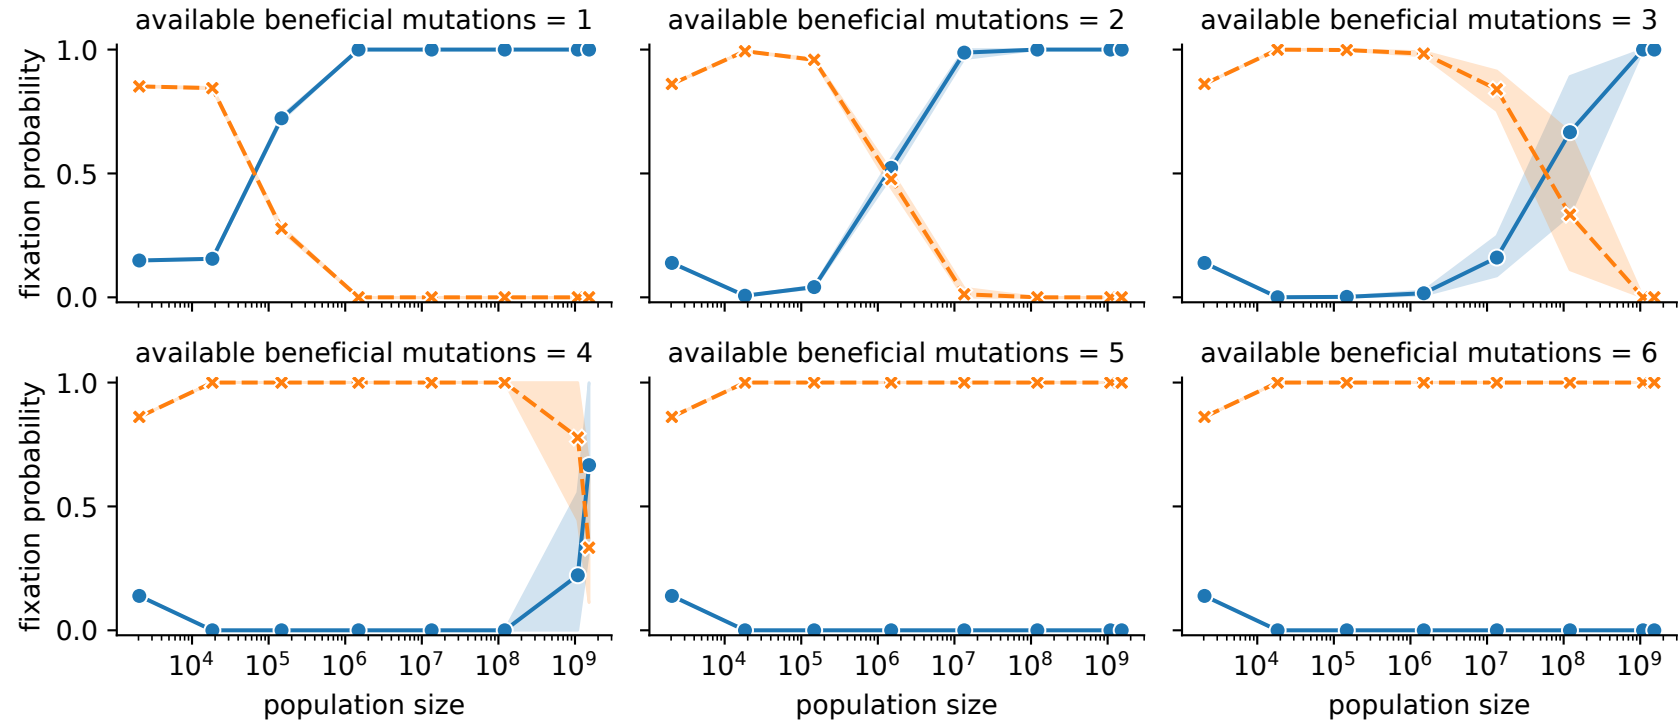 available beneficial mutations = 1
available beneficial mutations = 2
available beneficial mutations = 3
1.0
0.5
0.0
fixation probability
available beneficial mutations = 4
available beneficial mutations = 5
available beneficial mutations = 6
1.0
0.5
0.0
fixation probability
10⁴ 10⁵ 10⁶ 10⁷ 10⁸ 10⁹
10⁴ 10⁵ 10⁶ 10⁷ 10⁸ 10⁹
10⁴ 10⁵ 10⁶ 10⁷ 10⁸ 10⁹
population size
population size
population size